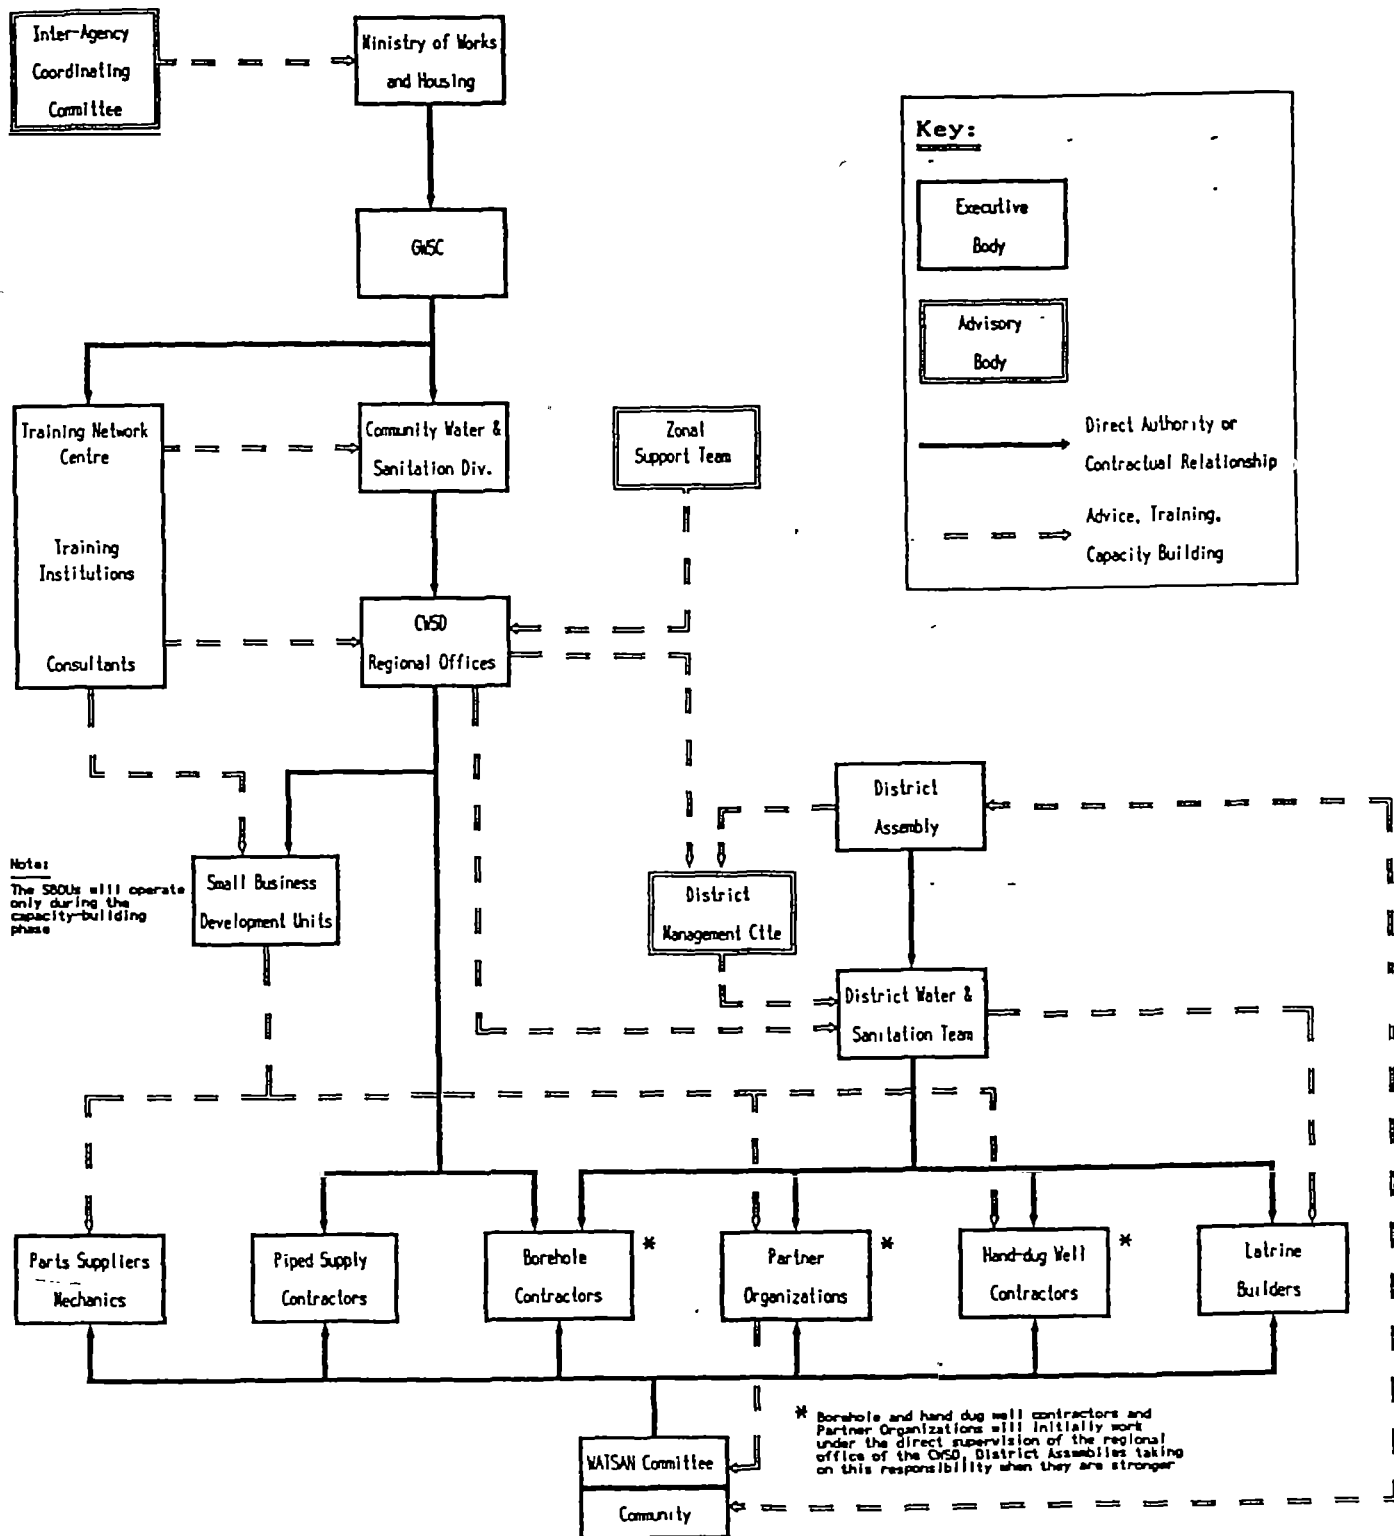 Inter-Agency
Coordinating
Committee
Ministry of Works
and Housing
Key:
Executive
Body
Advisory
Body
Direct Authority or
Contractual Relationship
Advice, Training,
Capacity Building
GWSC
Training Network
Centre
Training
Institutions
Consultants
Community Water &
Sanitation Div.
Zonal
Support Team
CWSD
Regional Offices
District
Assembly
Note:
The SBDUs will operate
only during the
capacity-building
phase
Small Business
Development Units
District
Management Ctte
District Water &
Sanitation Team
Parts Suppliers
Mechanics
Piped Supply
Contractors
Borehole
Contractors
*
Partner
Organizations
*
Hand-dug Well
Contractors
*
Latrine
Builders
WATSAN Committee
Community
* Borehole and hand dug well contractors and
Partner Organizations will initially work
under the direct supervision of the regional
office of the CWSD, District Assemblies taking
on this responsibility when they are stronger